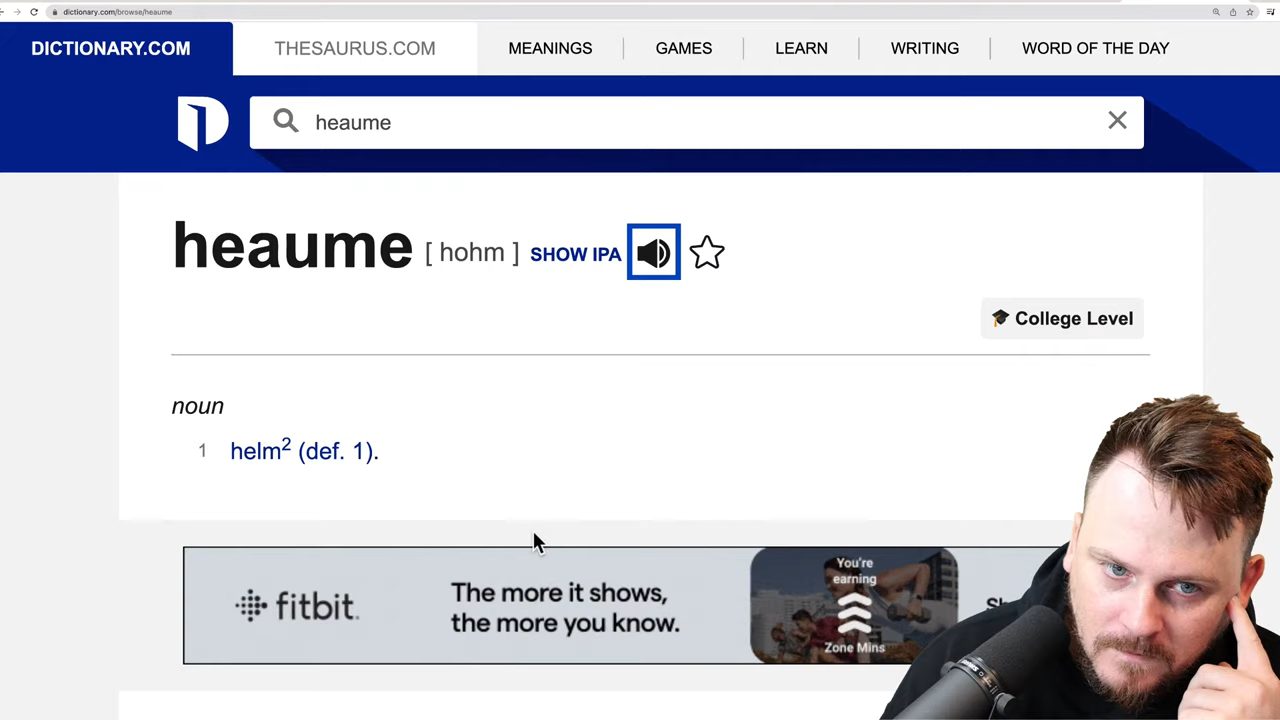 dictionary.com/browse/heaume
DICTIONARY.COM THESAURUS.COM MEANINGS GAMES LEARN WRITING WORD OF THE DAY
heaume
heaume [ hohm ] SHOW IPA
College Level
noun
1 helm² (def. 1).
fitbit.
The more it shows,
the more you know.
You're
earning
Zone Mins